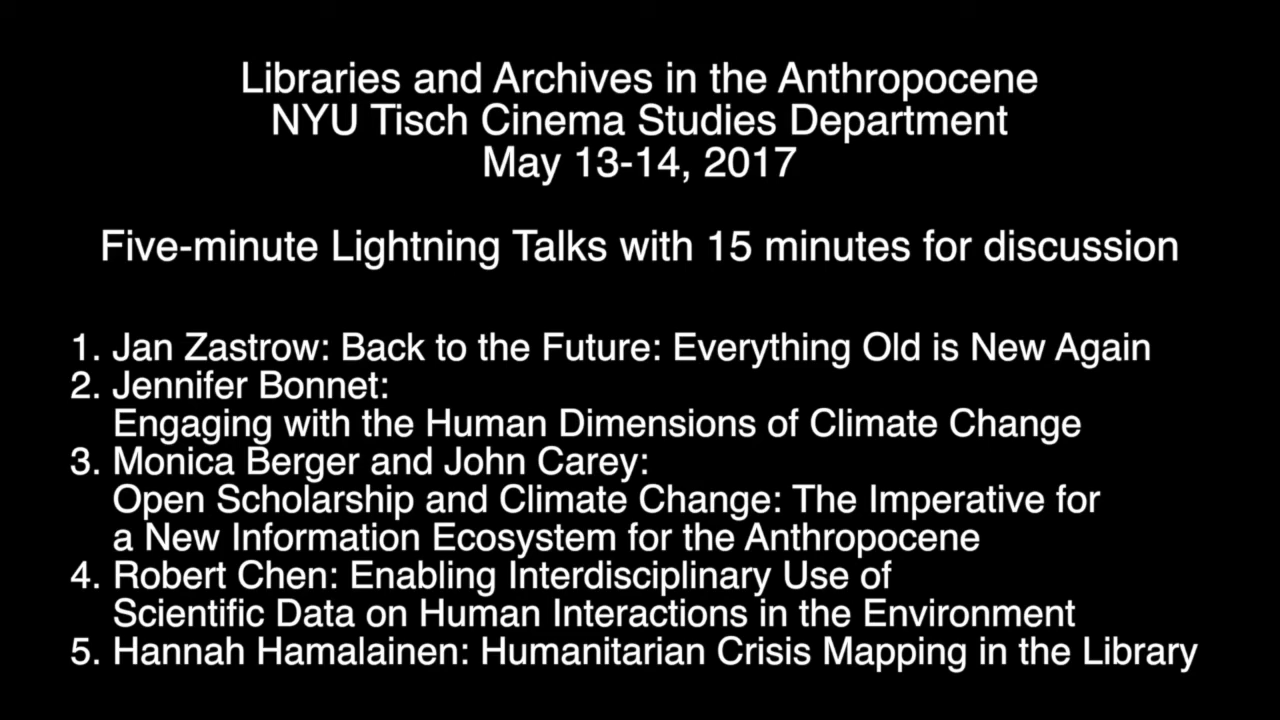 Libraries and Archives in the Anthropocene
NYU Tisch Cinema Studies Department
May 13-14, 2017
Five-minute Lightning Talks with 15 minutes for discussion
1. Jan Zastrow: Back to the Future: Everything Old is New Again
2. Jennifer Bonnet:
Engaging with the Human Dimensions of Climate Change
3. Monica Berger and John Carey:
Open Scholarship and Climate Change: The Imperative for
a New Information Ecosystem for the Anthropocene
4. Robert Chen: Enabling Interdisciplinary Use of
Scientific Data on Human Interactions in the Environment
5. Hannah Hamalainen: Humanitarian Crisis Mapping in the Library